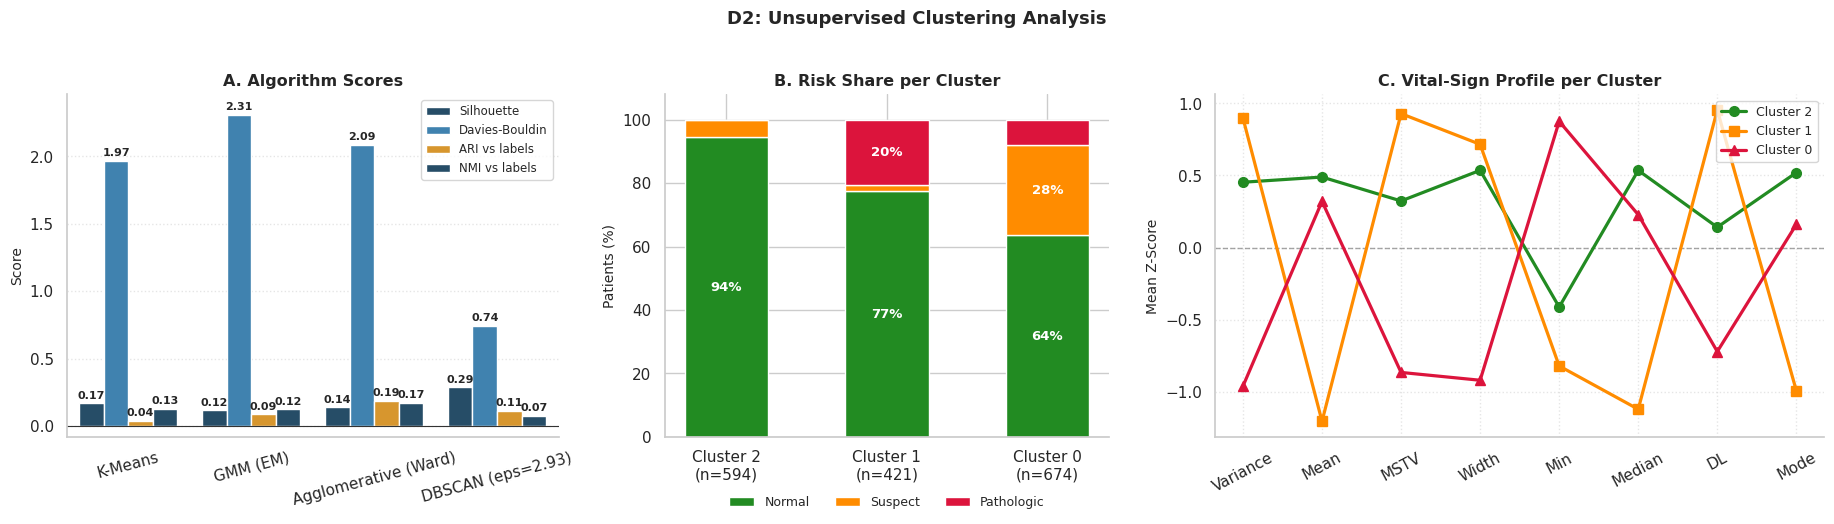 D2: Unsupervised Clustering Analysis
A. Algorithm Scores
Score
2.0
1.5
1.0
0.5
0.0
0.17
1.97
0.04
0.13
0.12
2.31
0.09
0.12
0.14
2.09
0.19
0.17
0.29
0.74
0.11
0.07
Silhouette
Davies-Bouldin
ARI vs labels
NMI vs labels
K-Means
GMM (EM)
Agglomerative (Ward)
DBSCAN (eps=2.93)
B. Risk Share per Cluster
Patients (%)
100
80
60
40
20
0
94%
77%
20%
64%
28%
Cluster 2
(n=594)
Cluster 1
(n=421)
Cluster 0
(n=674)
Normal
Suspect
Pathologic
C. Vital-Sign Profile per Cluster
Mean Z-Score
1.0
0.5
0.0
−0.5
−1.0
Cluster 2
Cluster 1
Cluster 0
Variance
Mean
MSTV
Width
Min
Median
DL
Mode